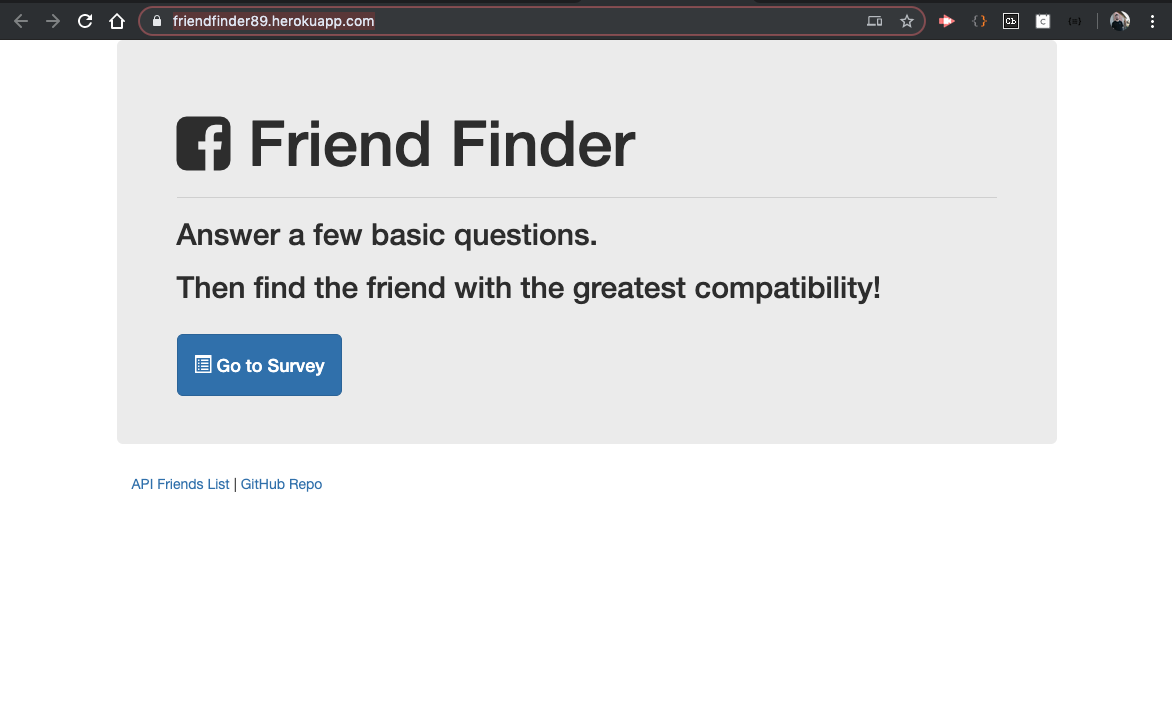 friendfinder89.herokuapp.com
Cb
C
Friend Finder
Answer a few basic questions.
Then find the friend with the greatest compatibility!
Go to Survey
API Friends List | GitHub Repo